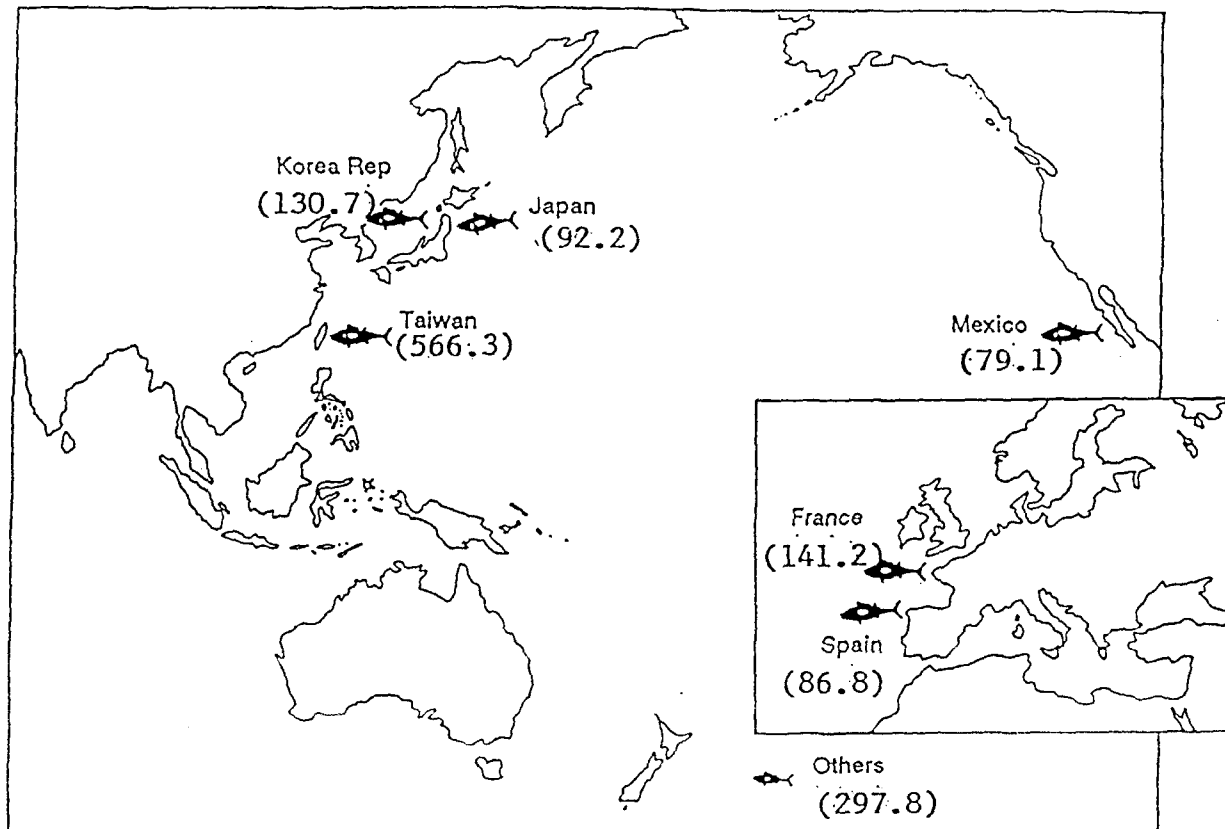 Korea Rep
(130.7)
Japan
(92.2)
Taiwan
(566.3)
Mexico
(79.1)
France
(141.2)
Spain
(86.8)
Others
(297.8)